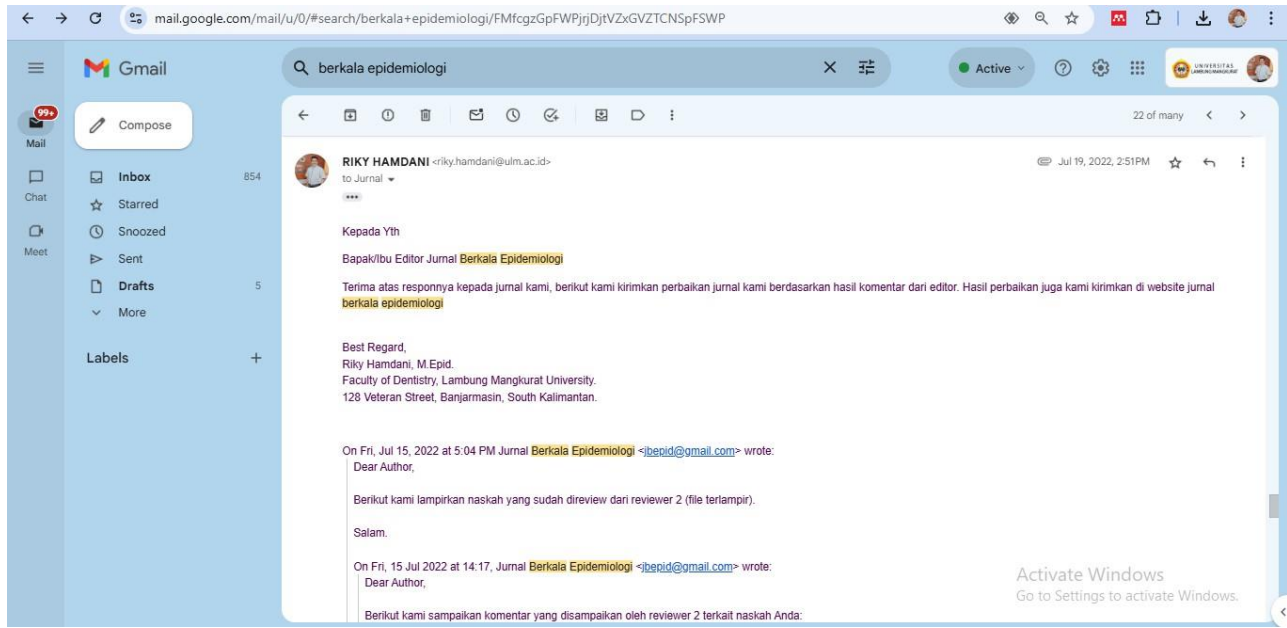 mail.google.com/mail/u/0/#search/berkala+epidemiologi/FMfcgzGpFWPjrjDjtVZxGVZTCNSpFSWP
Gmail
berkala epidemiologi
Active
UNIVERSITAS
LAMBUNG MANGKURAT
99+
Mail
Chat
Meet
Compose
Inbox 854
Starred
Snoozed
Sent
Drafts 5
More
Labels
22 of many
RIKY HAMDANI <riky.hamdani@ulm.ac.id>
Jul 19, 2022, 2:51 PM
to Jurnal
Kepada Yth
Bapak/Ibu Editor Jurnal Berkala Epidemiologi
Terima atas responnya kepada jurnal kami, berikut kami kirimkan perbaikan jurnal kami berdasarkan hasil komentar dari editor. Hasil perbaikan juga kami kirimkan di website jurnal
berkala epidemiologi
Best Regard,
Riky Hamdani, M.Epid.
Faculty of Dentistry, Lambung Mangkurat University.
128 Veteran Street, Banjarmasin, South Kalimantan.
On Fri, Jul 15, 2022 at 5:04 PM Jurnal Berkala Epidemiologi <jbepid@gmail.com> wrote:
Dear Author,
Berikut kami lampirkan naskah yang sudah direview dari reviewer 2 (file terlampir).
Salam.
On Fri, 15 Jul 2022 at 14:17, Jurnal Berkala Epidemiologi <jbepid@gmail.com> wrote:
Dear Author,
Berikut kami sampaikan komentar yang disampaikan oleh reviewer 2 terkait naskah Anda:
Activate Windows
Go to Settings to activate Windows.